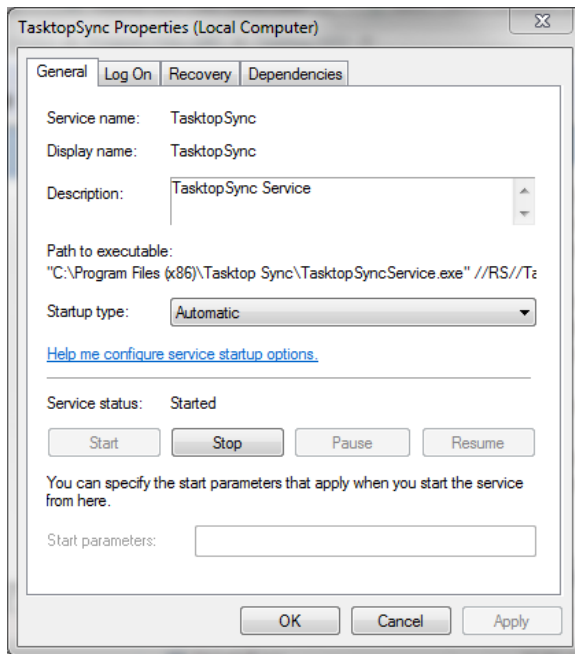 TasktopSync Properties (Local Computer)
General Log On Recovery Dependencies
Service name: TasktopSync
Display name: TasktopSync
Description: TasktopSync Service
Path to executable:
"C:\Program Files (x86)\Tasktop Sync\TasktopSyncService.exe" //RS//Ta
Startup type: Automatic
Help me configure service startup options.
Service status: Started
Start Stop Pause Resume
You can specify the start parameters that apply when you start the service
from here.
Start parameters:
OK Cancel Apply